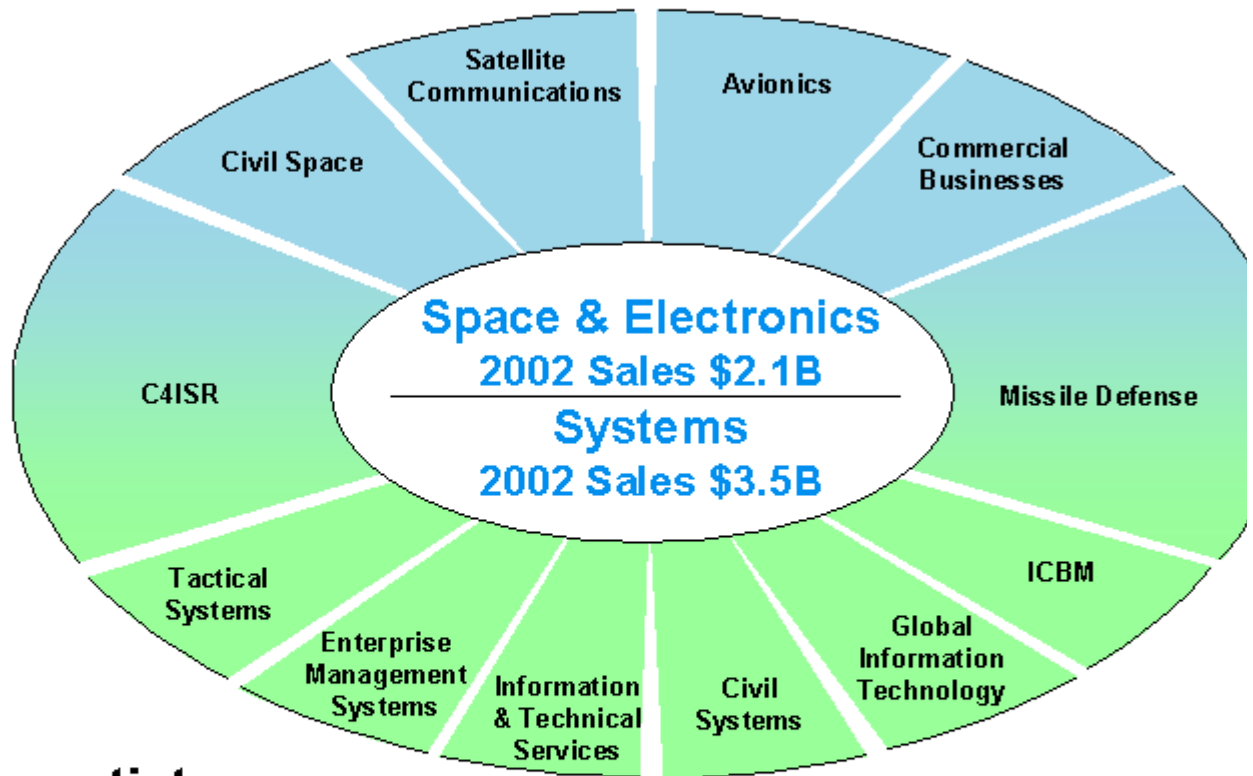 Satellite
Communications
Avionics
Civil Space
Commercial
Businesses
Space & Electronics
2002 Sales $2.1B
C4ISR
Missile Defense
Systems
2002 Sales $3.5B
Tactical
Systems
ICBM
Enterprise
Management
Systems
Information
& Technical
Services
Civil
Systems
Global
Information
Technology